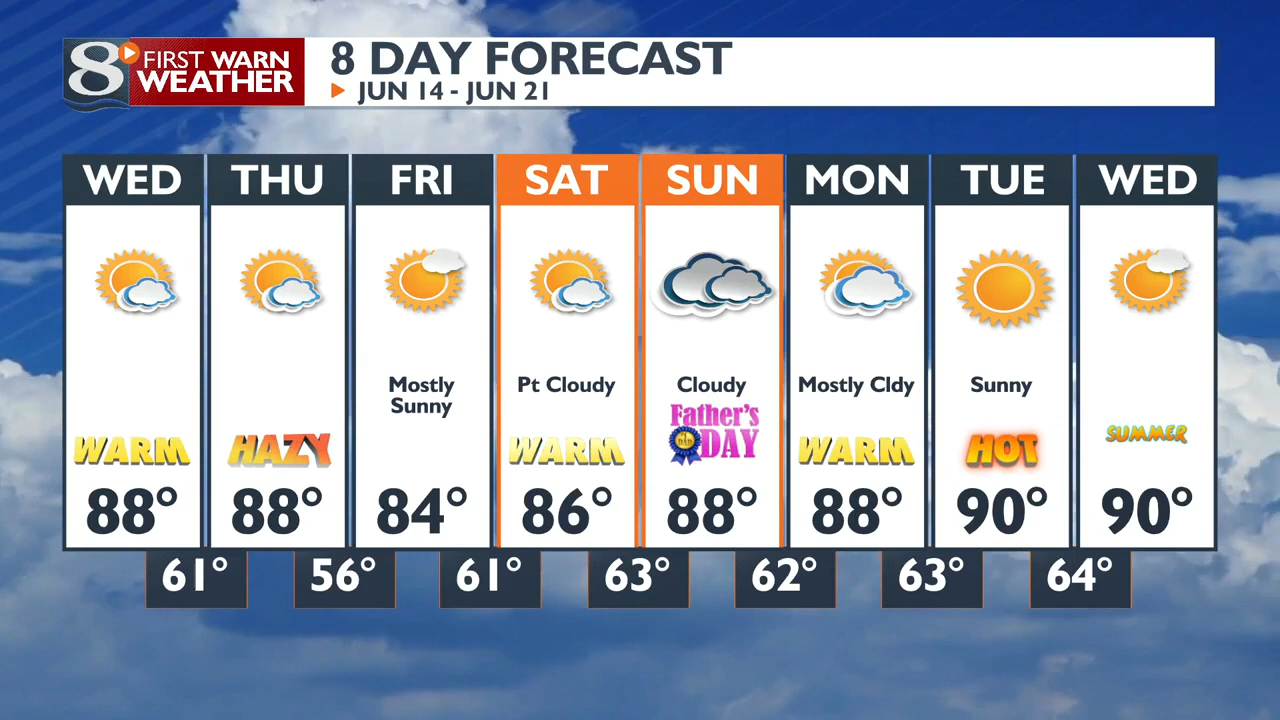 8
FIRST WARN
WEATHER
8 DAY FORECAST
JUN 14 - JUN 21
WED
THU
FRI
SAT
SUN
MON
TUE
WED
Mostly
Sunny
Pt Cloudy
Cloudy
Mostly Cldy
Sunny
Father's
DAD
DAY
WARM
HAZY
WARM
WARM
HOT
SUMMER
88°
88°
84°
86°
88°
88°
90°
90°
61°
56°
61°
63°
62°
63°
64°